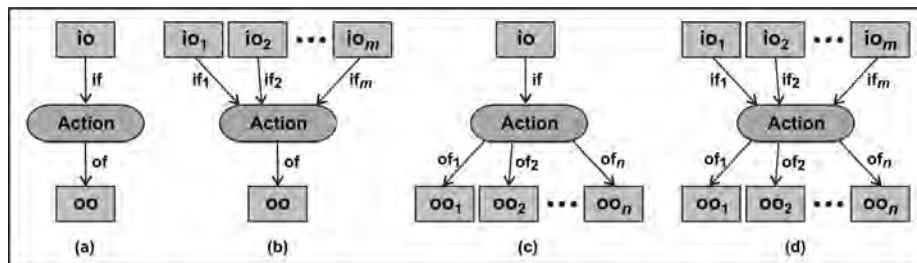 io io₁ io₂ ••• ioₘ io io₁ io₂ ••• ioₘ
if if₁ if₂ ifₘ if if₁ if₂ ifₘ
Action Action Action Action
of of of₁ of₂ ofₙ of₁ of₂ ofₙ
oo oo oo₁ oo₂ ••• ooₙ oo₁ oo₂ ••• ooₙ
(a) (b) (c) (d)